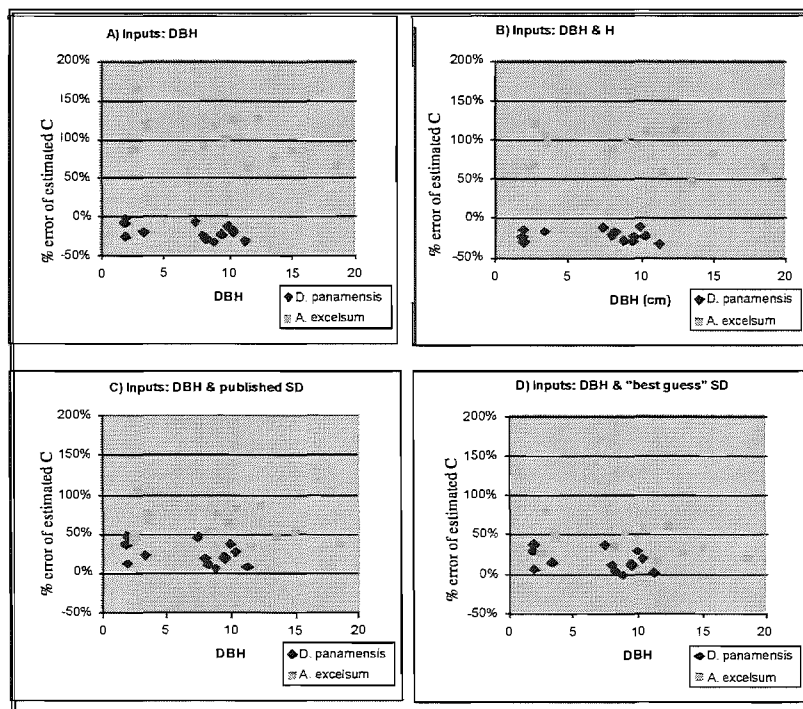 A) Inputs: DBH
200%
150%
100%
50%
0%
-50%
% error of estimated C
0 5 10 15 20
DBH
D. panamensis
A. excelsum
B) Inputs: DBH & H
200%
150%
100%
50%
0%
-50%
% error of estimated C
0 5 10 15 20
DBH (cm)
D. panamensis
A. excelsum
C) Inputs: DBH & published SD
200%
150%
100%
50%
0%
-50%
% error of estimated C
0 5 10 15 20
DBH
D. panamensis
A. excelsum
D) Inputs: DBH & "best guess" SD
200%
150%
100%
50%
0%
-50%
% error of estimated C
0 5 10 15 20
DBH
D. panamensis
A. excelsum